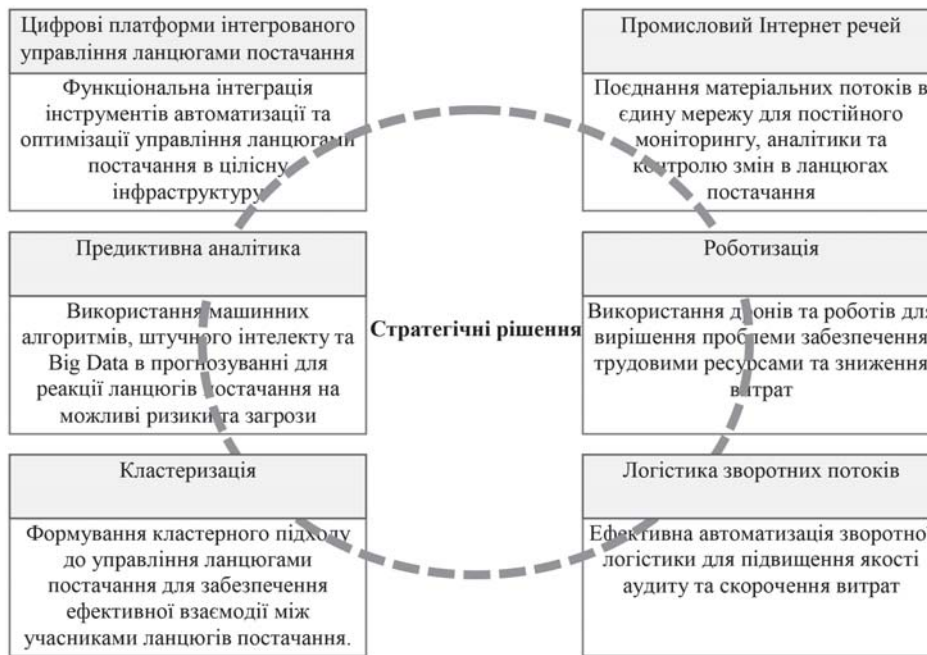 Цифрові платформи інтегрованого
управління ланцюгами постачання
Функціональна інтеграція
інструментів автоматизації та
оптимізації управління ланцюгами
постачання в цілісну
інфраструктуру
Промисловий Інтернет речей
Поєднання матеріальних потоків в
єдину мережу для постійного
моніторингу, аналітики та
контролю змін в ланцюгах
постачання
Предиктивна аналітика
Використання машинних
алгоритмів, штучного інтелекту та
Big Data в прогнозуванні для
реакції ланцюгів постачання на
можливі ризики та загрози
Стратегічні рішення
Роботизація
Використання дронів та роботів для
вирішення проблеми забезпечення
трудовими ресурсами та зниження
витрат
Кластеризація
Формування кластерного підходу
до управління ланцюгами
постачання для забезпечення
ефективної взаємодії між
учасниками ланцюгів постачання.
Логістика зворотних потоків
Ефективна автоматизація зворотної
логістики для підвищення якості
аудиту та скорочення витрат